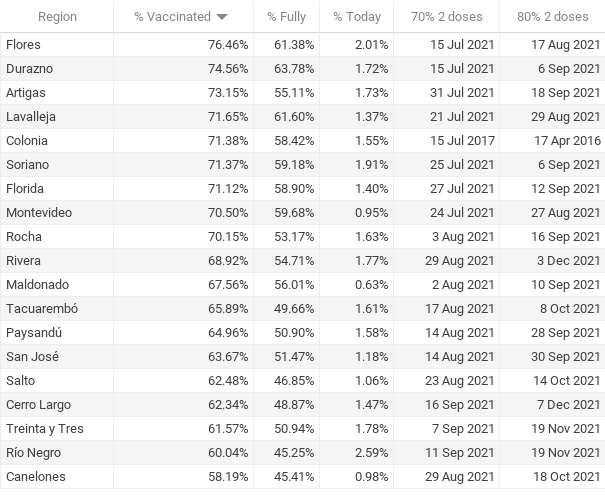 Region % Vaccinated % Fully % Today 70% 2 doses 80% 2 doses
Flores 76.46% 61.38% 2.01% 15 Jul 2021 17 Aug 2021
Durazno 74.56% 63.78% 1.72% 15 Jul 2021 6 Sep 2021
Artigas 73.15% 55.11% 1.73% 31 Jul 2021 18 Sep 2021
Lavalleja 71.65% 61.60% 1.37% 21 Jul 2021 29 Aug 2021
Colonia 71.38% 58.42% 1.55% 15 Jul 2017 17 Apr 2016
Soriano 71.37% 59.18% 1.91% 25 Jul 2021 6 Sep 2021
Florida 71.12% 58.90% 1.40% 27 Jul 2021 12 Sep 2021
Montevideo 70.50% 59.68% 0.95% 24 Jul 2021 27 Aug 2021
Rocha 70.15% 53.17% 1.63% 3 Aug 2021 16 Sep 2021
Rivera 68.92% 54.71% 1.77% 29 Aug 2021 3 Dec 2021
Maldonado 67.56% 56.01% 0.63% 2 Aug 2021 10 Sep 2021
Tacuarembó 65.89% 49.66% 1.61% 17 Aug 2021 8 Oct 2021
Paysandú 64.96% 50.90% 1.58% 14 Aug 2021 28 Sep 2021
San José 63.67% 51.47% 1.18% 14 Aug 2021 30 Sep 2021
Salto 62.48% 46.85% 1.06% 23 Aug 2021 14 Oct 2021
Cerro Largo 62.34% 48.87% 1.47% 16 Sep 2021 7 Dec 2021
Treinta y Tres 61.57% 50.94% 1.78% 7 Sep 2021 19 Nov 2021
Río Negro 60.04% 45.25% 2.59% 11 Sep 2021 19 Nov 2021
Canelones 58.19% 45.41% 0.98% 29 Aug 2021 18 Oct 2021